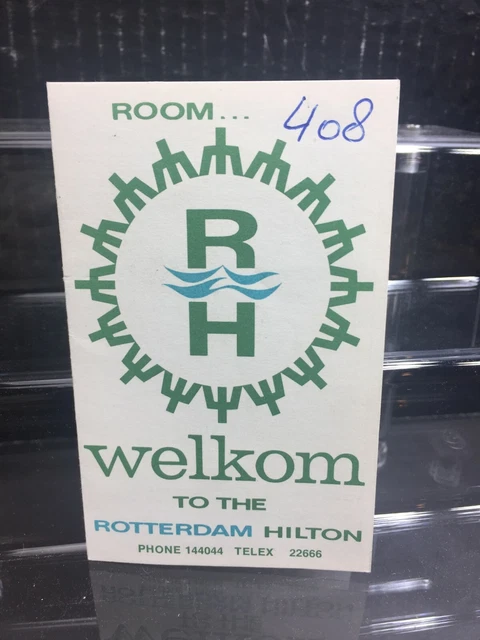 ROOM... 408
R
H
welkom
TO THE
ROTTERDAM HILTON
PHONE 144044 TELEX 22666